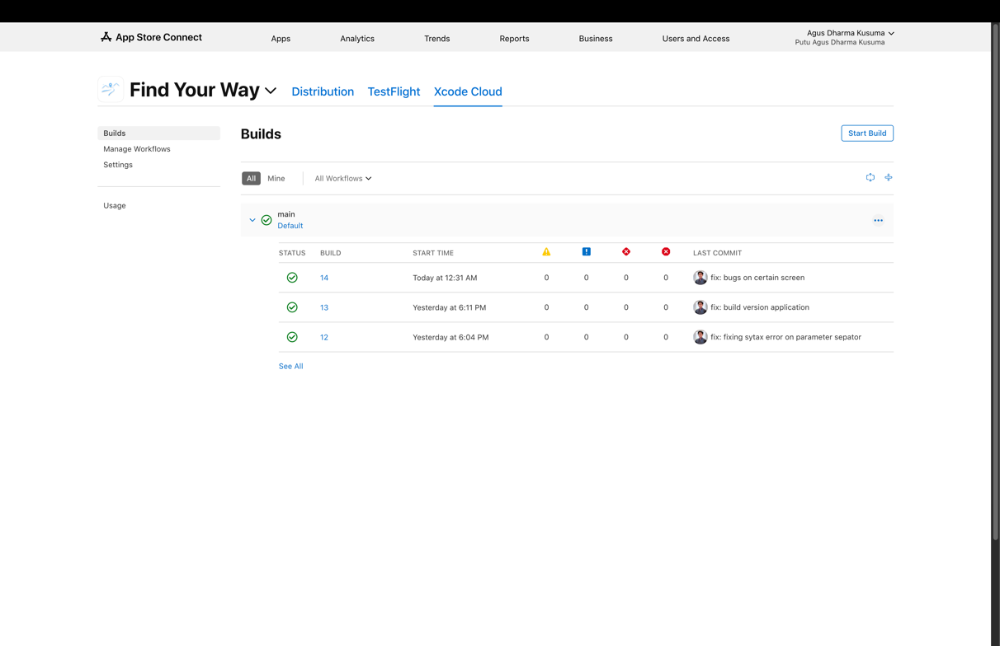 App Store Connect
Apps
Analytics
Trends
Reports
Business
Users and Access
Agus Dharma Kusuma
Putu Agus Dharma Kusuma
Find Your Way
Distribution
TestFlight
Xcode Cloud
Builds
Manage Workflows
Settings
Usage
Builds
Start Build
All
Mine
All Workflows
main
Default
STATUS BUILD START TIME LAST COMMIT
14 Today at 12:31 AM 0 0 0 0 fix: bugs on certain screen
13 Yesterday at 6:11 PM 0 0 0 0 fix: build version application
12 Yesterday at 6:04 PM 0 0 0 0 fix: fixing sytax error on parameter sepator
See All